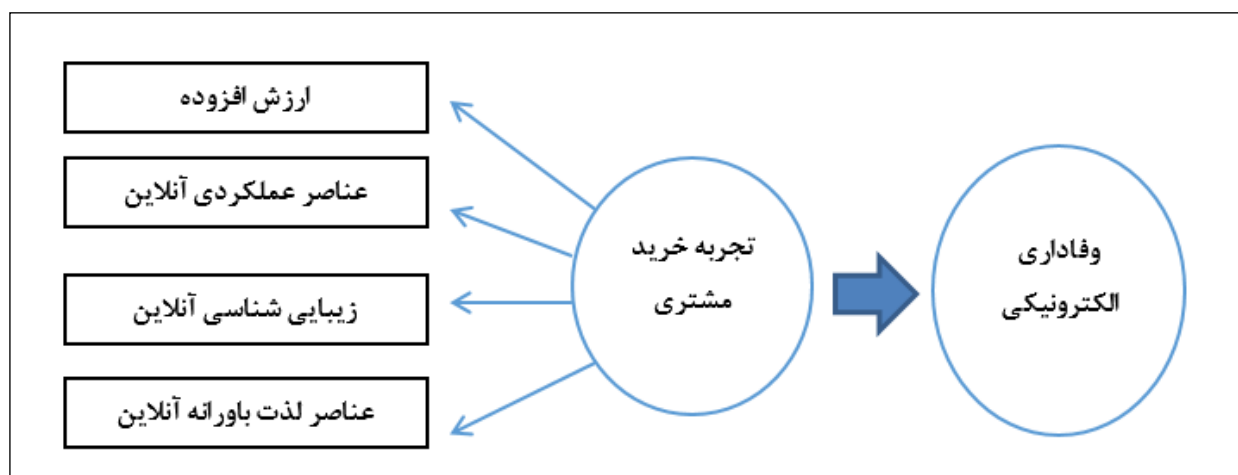 ارزش افزوده
عناصر عملکردی آنلاین
زیبایی شناسی آنلاین
عناصر لذت باورانه آنلاین
تجربه خرید
مشتری
وفاداری
الکترونیکی